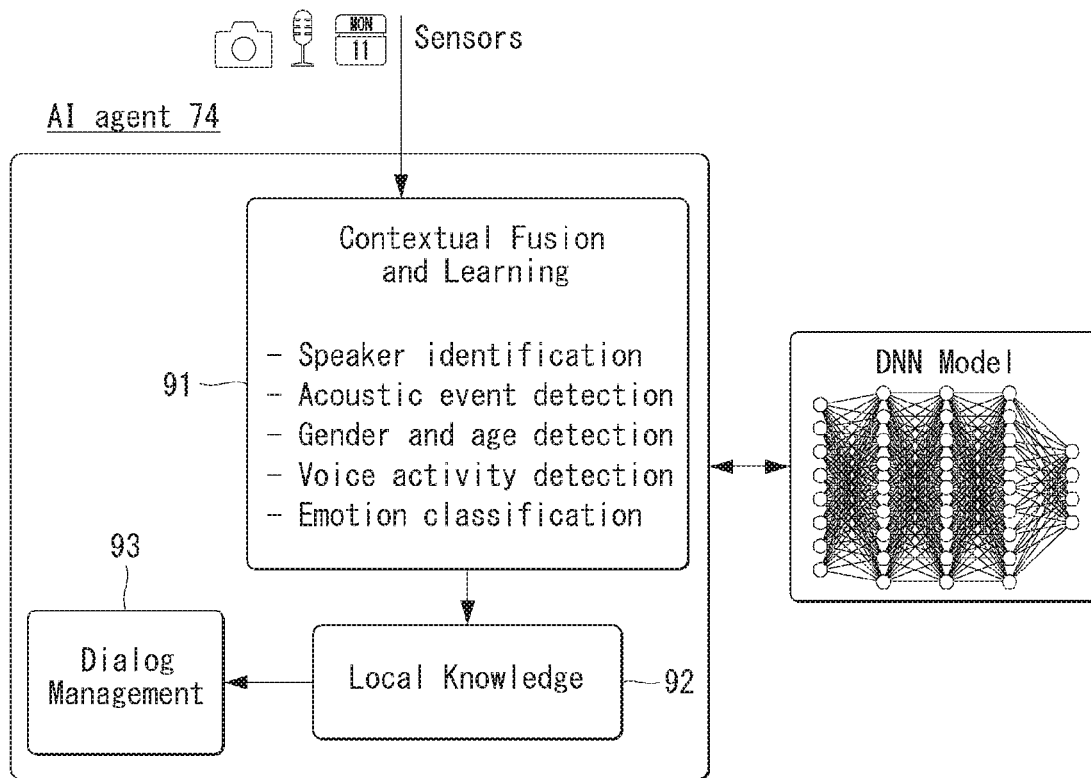 MON
11
Sensors
AI agent 74
Contextual Fusion
and Learning
- Speaker identification
- Acoustic event detection
- Gender and age detection
- Voice activity detection
- Emotion classification
91
DNN Model
93
Dialog
Management
Local Knowledge
92